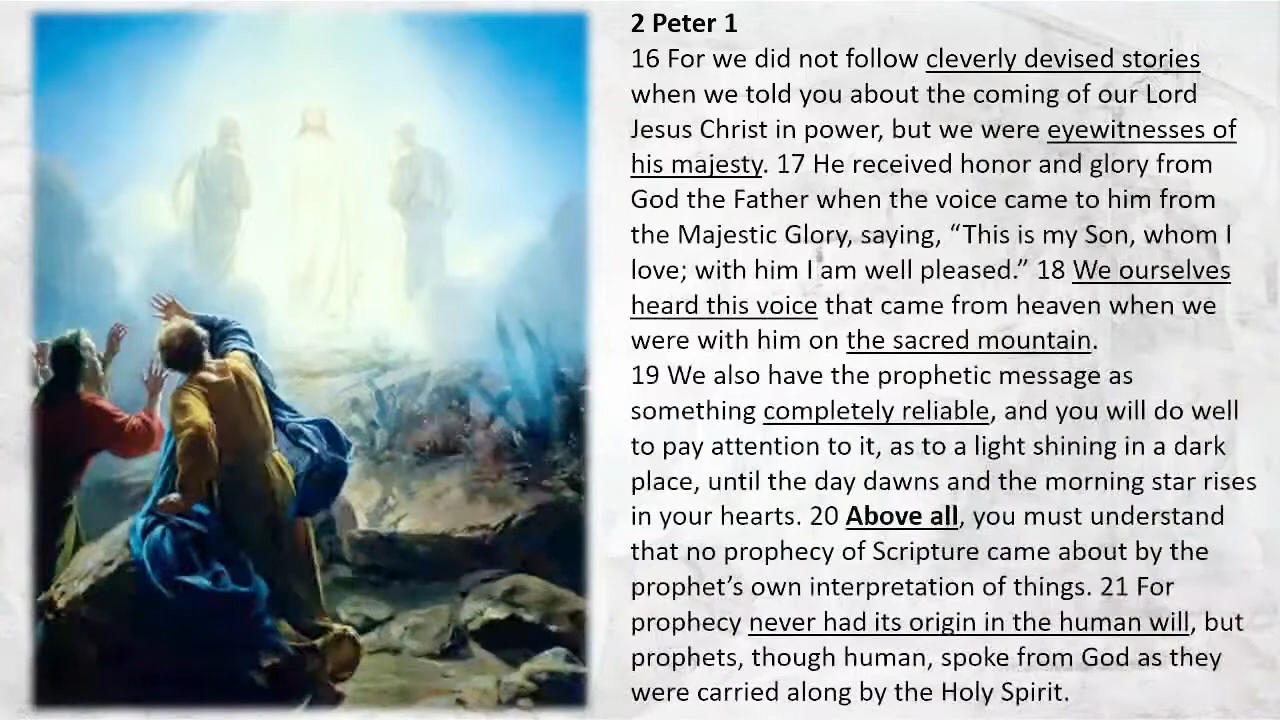 2 Peter 1
16 For we did not follow cleverly devised stories
when we told you about the coming of our Lord
Jesus Christ in power, but we were eyewitnesses of
his majesty. 17 He received honor and glory from
God the Father when the voice came to him from
the Majestic Glory, saying, “This is my Son, whom I
love; with him I am well pleased.” 18 We ourselves
heard this voice that came from heaven when we
were with him on the sacred mountain.
19 We also have the prophetic message as
something completely reliable, and you will do well
to pay attention to it, as to a light shining in a dark
place, until the day dawns and the morning star rises
in your hearts. 20 Above all, you must understand
that no prophecy of Scripture came about by the
prophet’s own interpretation of things. 21 For
prophecy never had its origin in the human will, but
prophets, though human, spoke from God as they
were carried along by the Holy Spirit.